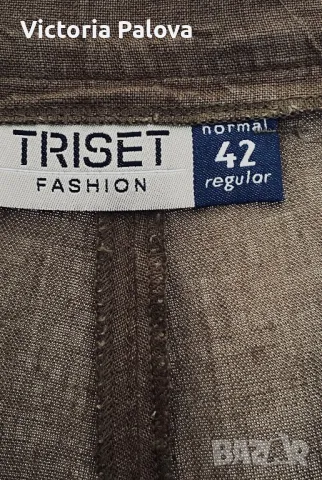 Victoria Palova
TRISET
FASHION
normal
42
regular
BAZAR